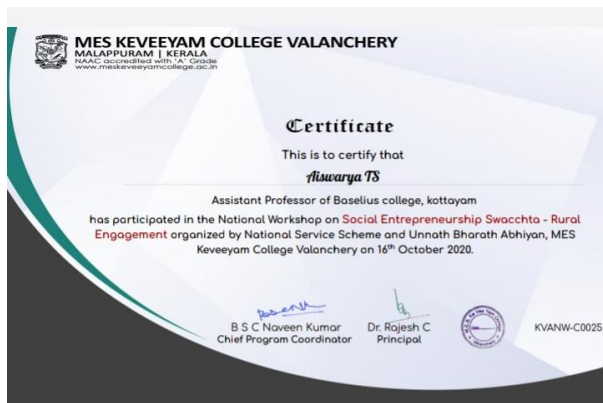 MES KEVEEYAM COLLEGE VALANCHERY
MALAPPURAM | KERALA
NAAC accredited with 'A' Grade
www.meskeveeyamcollege.ac.in
Certificate
This is to certify that
Aiswarya TS
Assistant Professor of Baselius college, kottayam
has participated in the National Workshop on Social Entrepreneurship Swacchta - Rural
Engagement organized by National Service Scheme and Unnath Bharath Abhiyan, MES
Keveeyam College Valanchery on 16th October 2020.
B S C Naveen Kumar
Chief Program Coordinator
Dr. Rajesh C
Principal
KVANW-C0025